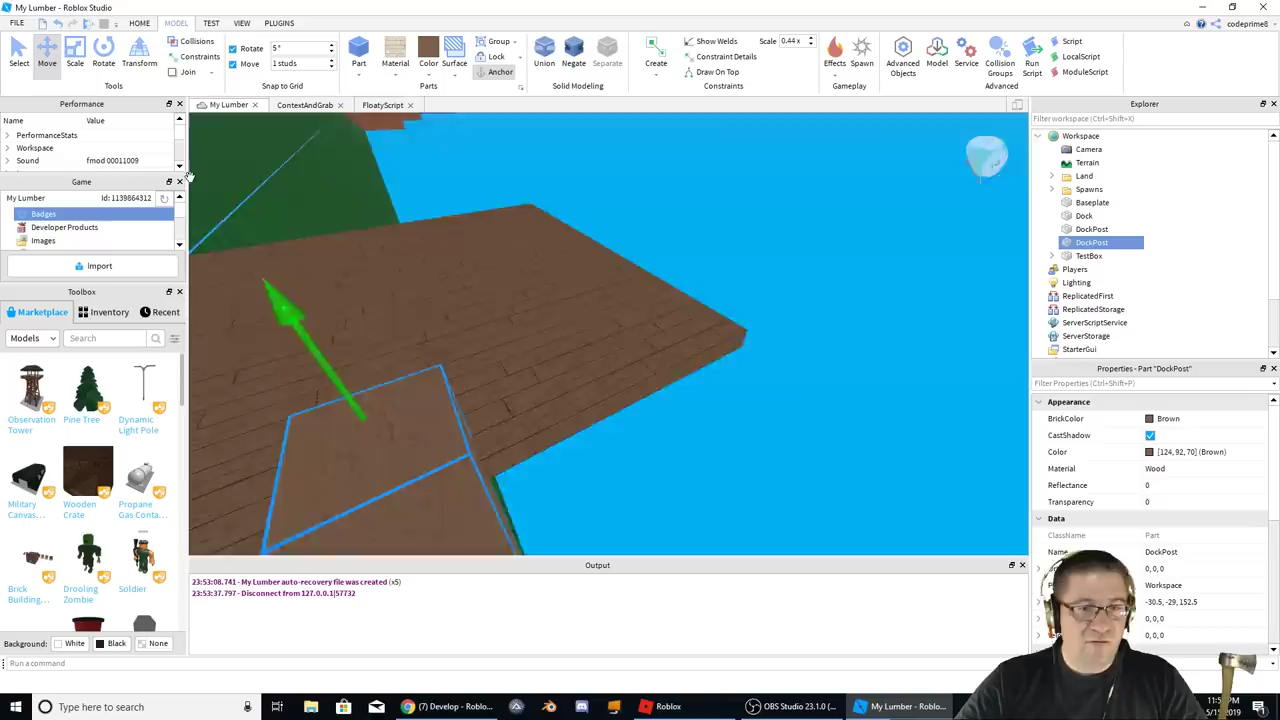 My Lumber - Roblox Studio
FILE HOME MODEL TEST VIEW PLUGINS codeprime8
Select Move Scale Rotate Transform
Collisions
Constraints
Join
Tools
Rotate 5°
Move 1 studs
Snap to Grid
Part Material Color Surface
Group
Lock
Anchor
Parts
Union Negate Separate
Solid Modeling
Create
Show Welds
Constraint Details
Draw On Top
Scale 0.44 x
Constraints
Effects Spawn
Gameplay
Advanced Objects
Model
Service
Collision Groups
Run Script
Script
LocalScript
ModuleScript
Advanced
Performance
Name Value
PerformanceStats
Workspace
Sound fmod 00011009
Game
My Lumber Id: 1139864312
Badges
Developer Products
Images
Import
Toolbox
Marketplace Inventory Recent
Models Search
Observation Tower
Pine Tree
Dynamic Light Pole
Military Canvas...
Wooden Crate
Propane Gas Conta...
Brick Building...
Drooling Zombie
Soldier
Background: White Black None
My Lumber ContextAndGrab FloatyScript
Output
23:53:08.741 - My Lumber auto-recovery file was created (x5)
23:53:37.797 - Disconnect from 127.0.0.1|57732
Explorer
Filter workspace (Ctrl+Shift+X)
Workspace
Camera
Terrain
Land
Spawns
Baseplate
Dock
DockPost
DockPost
TestBox
Players
Lighting
ReplicatedFirst
ReplicatedStorage
ServerScriptService
ServerStorage
StarterGui
Properties - Part "DockPost"
Filter Properties (Ctrl+Shift+P)
Appearance
BrickColor Brown
CastShadow
Color [124, 92, 70] (Brown)
Material Wood
Reflectance 0
Transparency 0
Data
ClassName Part
Name DockPost
0, 0, 0
Workspace
-30.5, -29, 152.5
0, 0, 0
0, 0, 0
Run a command
Type here to search
(7) Develop - Roblo...
Roblox
OBS Studio 23.1.0 (...
My Lumber - Roblo...